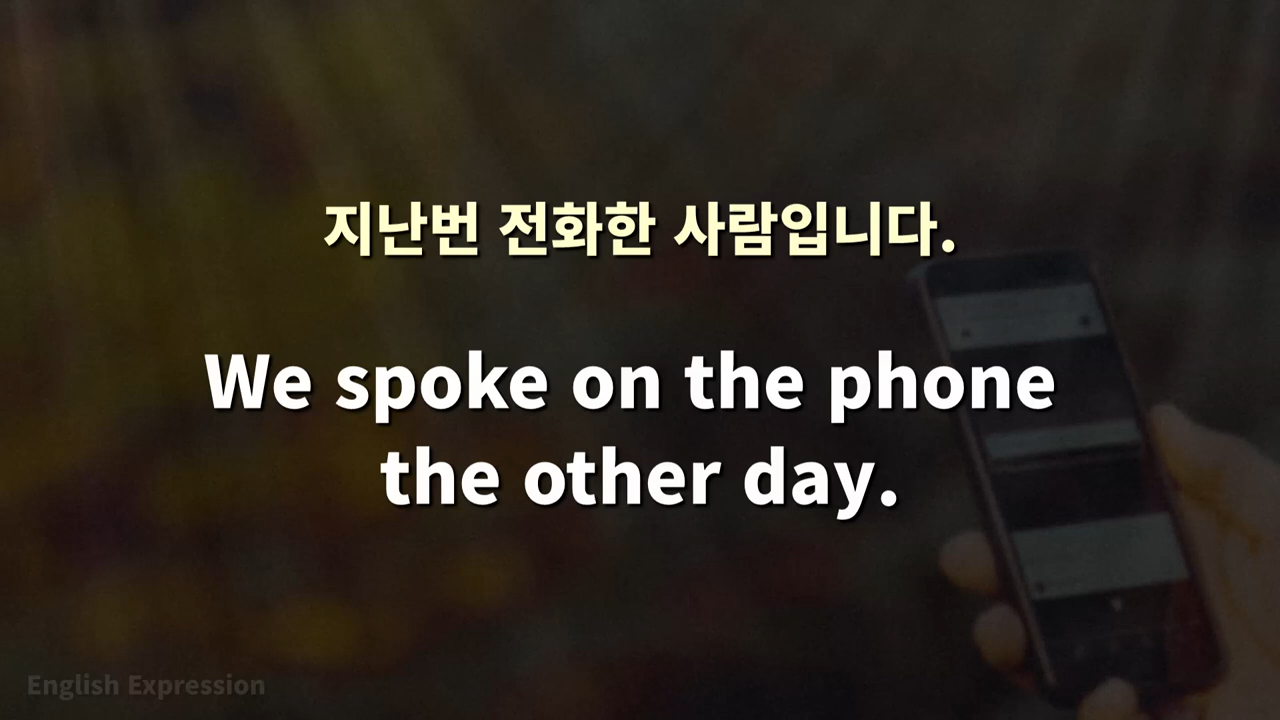 지난번 전화한 사람입니다.
We spoke on the phone
the other day.
English Expression